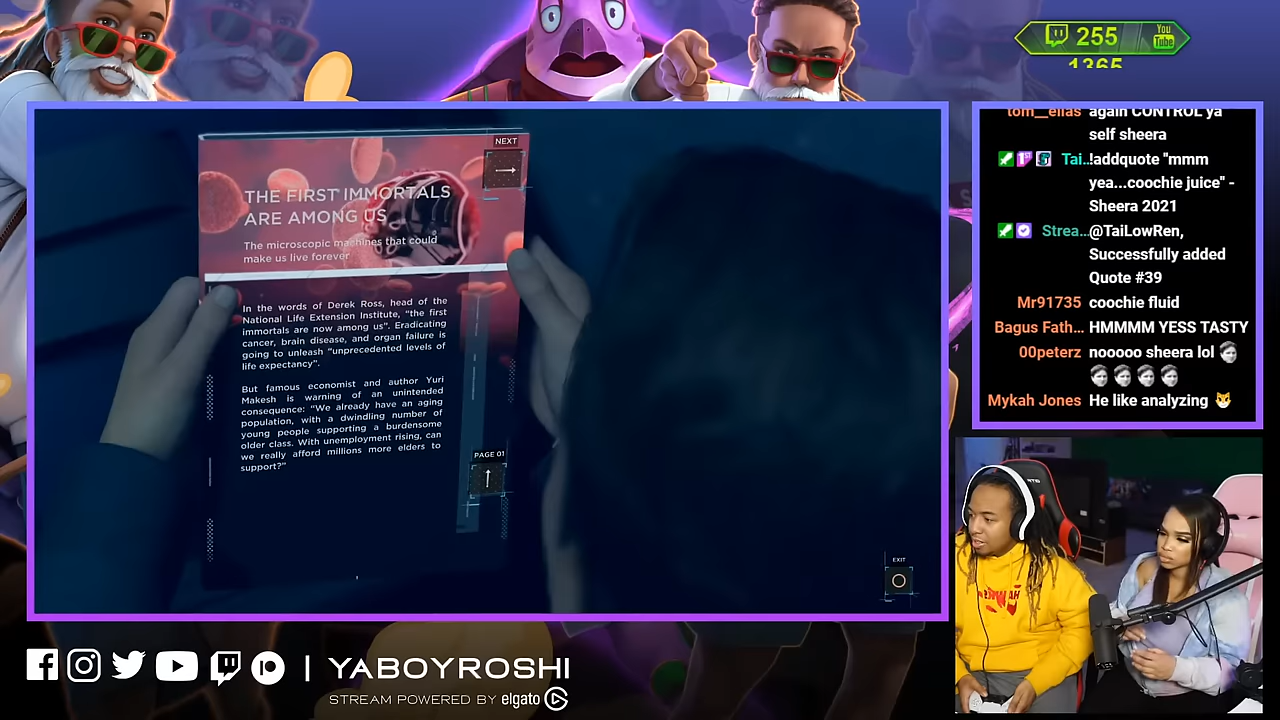 255
You
Tube
1365
NEXT
THE FIRST IMMORTALS
ARE AMONG US
The microscopic machines that could
make us live forever
In the words of Derek Ross, head of the
National Life Extension Institute, "the first
immortals are now among us". Eradicating
cancer, brain disease, and organ failure is
going to unleash "unprecedented levels of
life expectancy".
But famous economist and author Yuri
Makesh is warning of an unintended
consequence: "We already have an aging
population, with a dwindling number of
young people supporting a burdensome
older class. With unemployment rising, can
we really afford millions more elders to
support?"
PAGE 01
EXIT
tom__elias again CONTROL ya
self sheera
Tai.. !addquote "mmm
yea...coochie juice" -
Sheera 2021
Strea... @TaiLowRen,
Successfully added
Quote #39
Mr91735 coochie fluid
Bagus Fath... HMMMM YESS TASTY
00peterz nooooo sheera lol
Mykah Jones He like analyzing
| YABOYROSHI
STREAM POWERED BY elgato